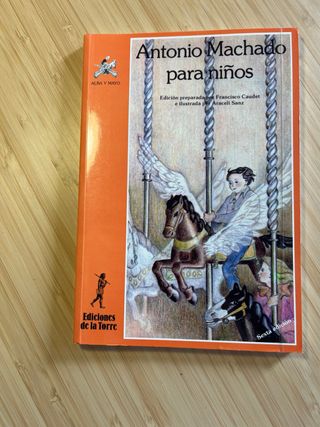 ALBA Y MAYO
Antonio Machado
para niños
Edición preparada por Francisco Caudet
e ilustrada por Araceli Sanz
Ediciones
de la Torre
Sexta edición